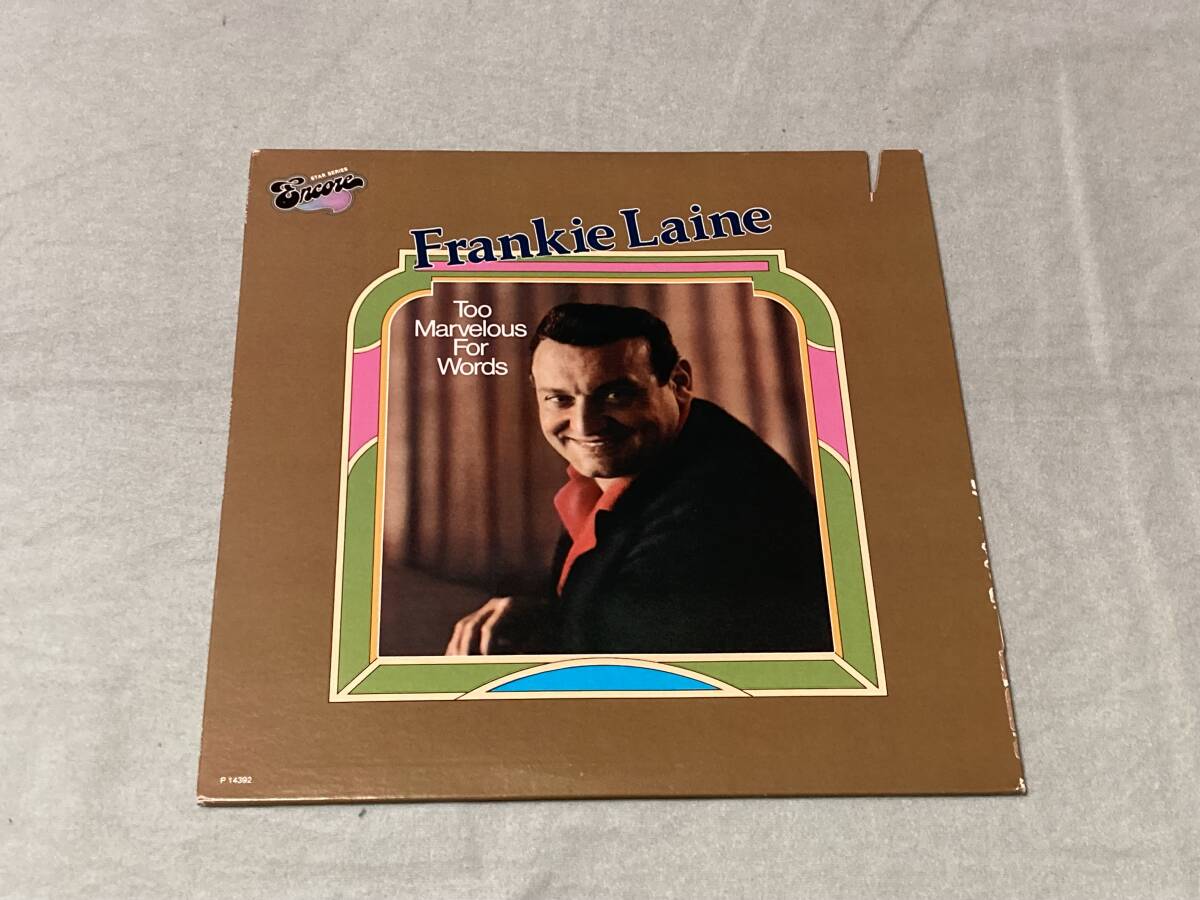 STAR SERIES
Encore
Frankie Laine
Too
Marvelous
For
Words
P 14392